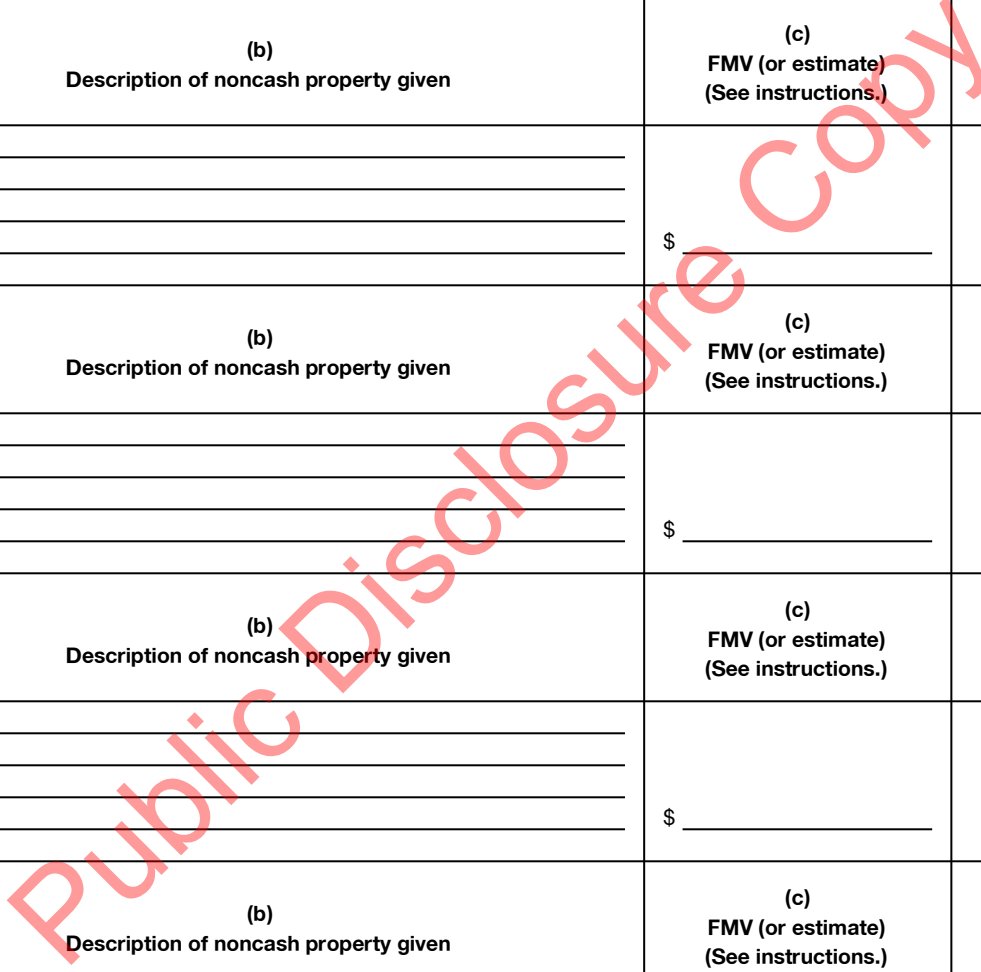 (b)
Description of noncash property given
(c)
FMV (or estimate)
(See instructions.)
$
(b)
Description of noncash property given
(c)
FMV (or estimate)
(See instructions.)
$
(b)
Description of noncash property given
(c)
FMV (or estimate)
(See instructions.)
$
(b)
Description of noncash property given
(c)
FMV (or estimate)
(See instructions.)
Public Disclosure Copy